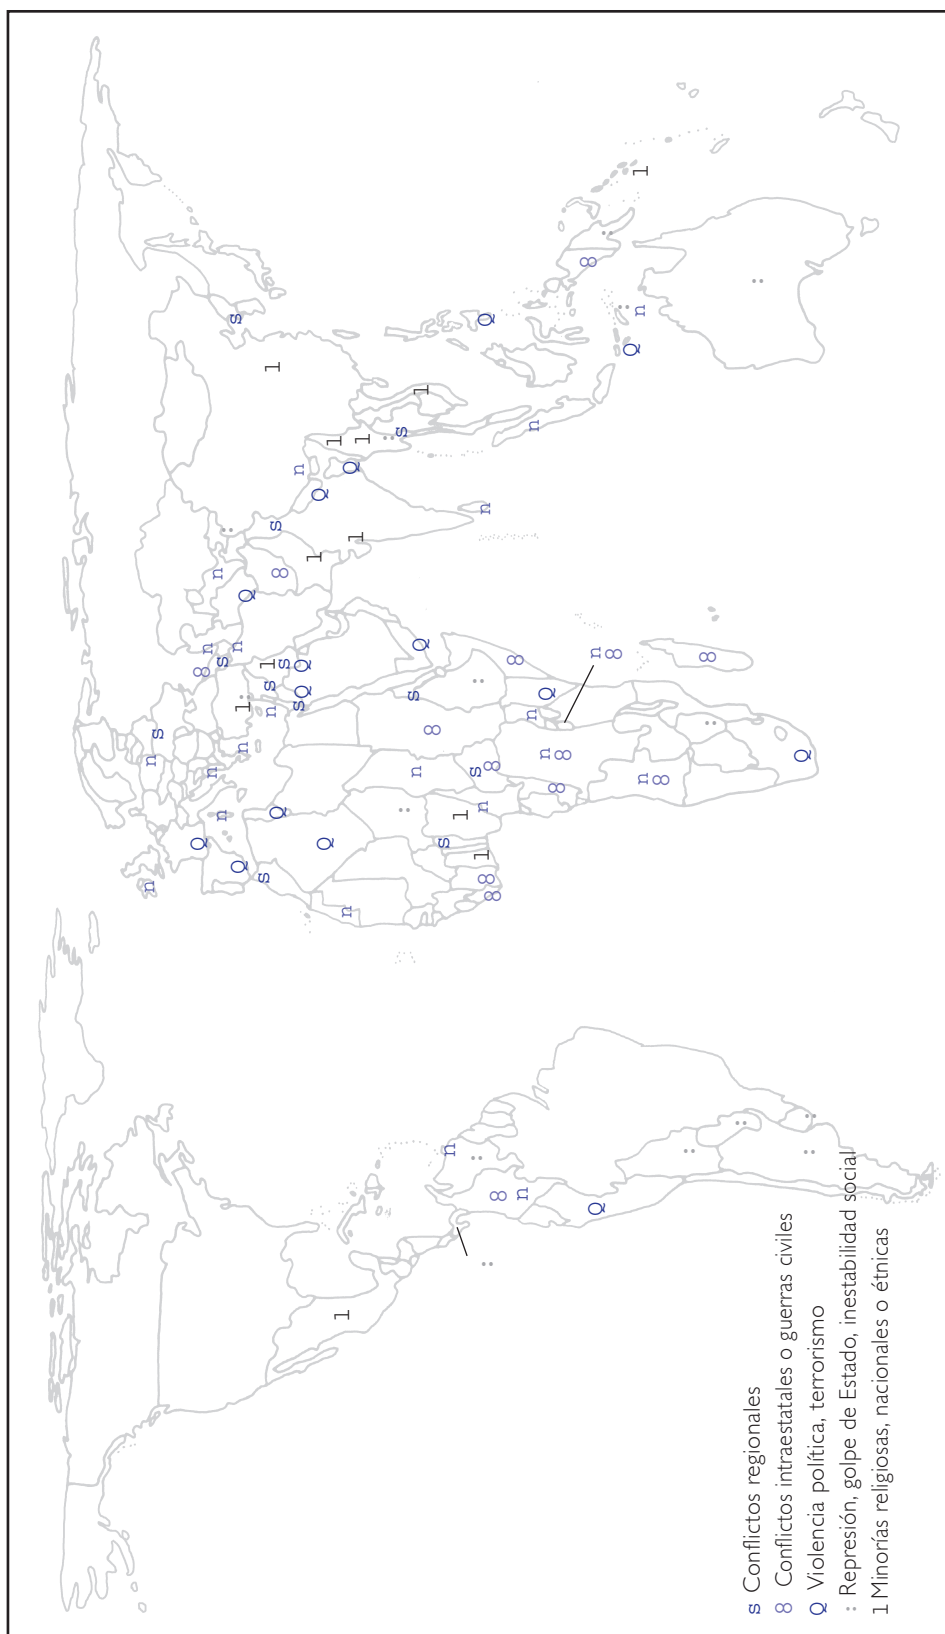 s Conflictos regionales
8 Conflictos intraestatales o guerras civiles
Q Violencia política, terrorismo
:: Represión, golpe de Estado, inestabilidad social
1 Minorías religiosas, nacionales o étnicas